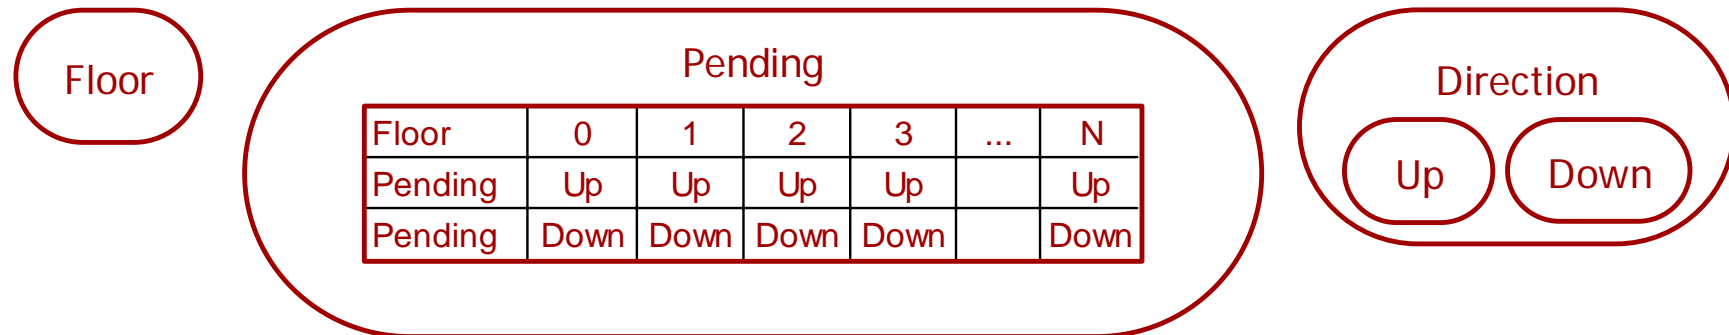 Floor
Pending
Floor 0 1 2 3 ... N
Pending Up Up Up Up Up
Pending Down Down Down Down Down
Direction
Up Down